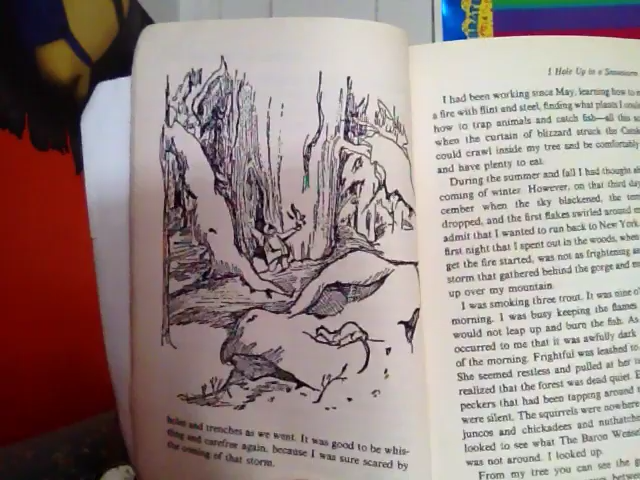 holes and trenches as we went. It was good to be whis-
tling and carefree again, because I was sure scared by
the coming of that storm.
I Hole Up in a Snowstorm
I had been working since May, learning how to
a fire with flint and steel, finding what plants I could
how to trap animals and catch fish—all this so
when the curtain of blizzard struck the
could crawl inside my tree and be comfortably
and have plenty to eat.
During the summer and fall I had thought
coming of winter. However, on that third day
cember when the sky blackened, the
dropped, and the first flakes swirled around
admit that I wanted to run back to New York.
first night that I spent out in the woods, when
get the fire started, was not as frightening as
storm that gathered behind the gorge and
up over my mountain.
I was smoking three trout. It was nine
morning. I was busy keeping the flames
would not leap up and burn the fish. As
occurred to me that it was awfully dark
of the morning. Frightful was leashed to
She seemed restless and pulled at her
realized that the forest was dead quiet.
peckers that had been tapping around
were silent. The squirrels were nowhere
juncos and chickadees and nuthatches
looked to see what The Baron Weasel
was not around. I looked up.
From my tree you can see the